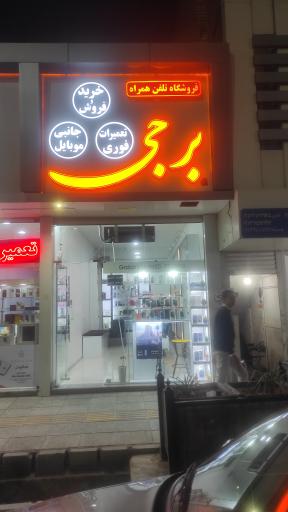 فروشگاه تلفن همراه
خرید
و
فروش
جانبی
موبایل
تعمیرات
فوری
برجی
تعمیر